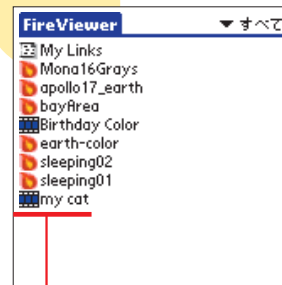 FireViewer ▼ すべて
My Links
Mona16Grays
apollo17_earth
bayArea
Birthday Color
earth-color
sleeping02
sleeping01
my cat